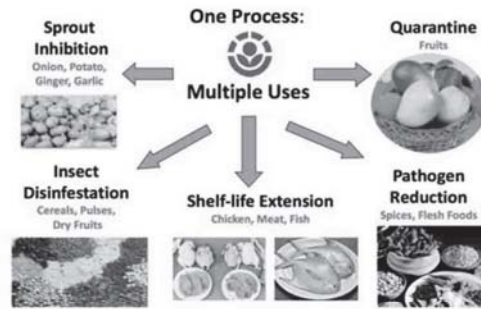 One Process:
Multiple Uses
Sprout
Inhibition
Onion, Potato,
Ginger, Garlic
Quarantine
Fruits
Insect
Disinfestation
Cereals, Pulses,
Dry Fruits
Shelf-life Extension
Chicken, Meat, Fish
Pathogen
Reduction
Spices, Flesh Foods